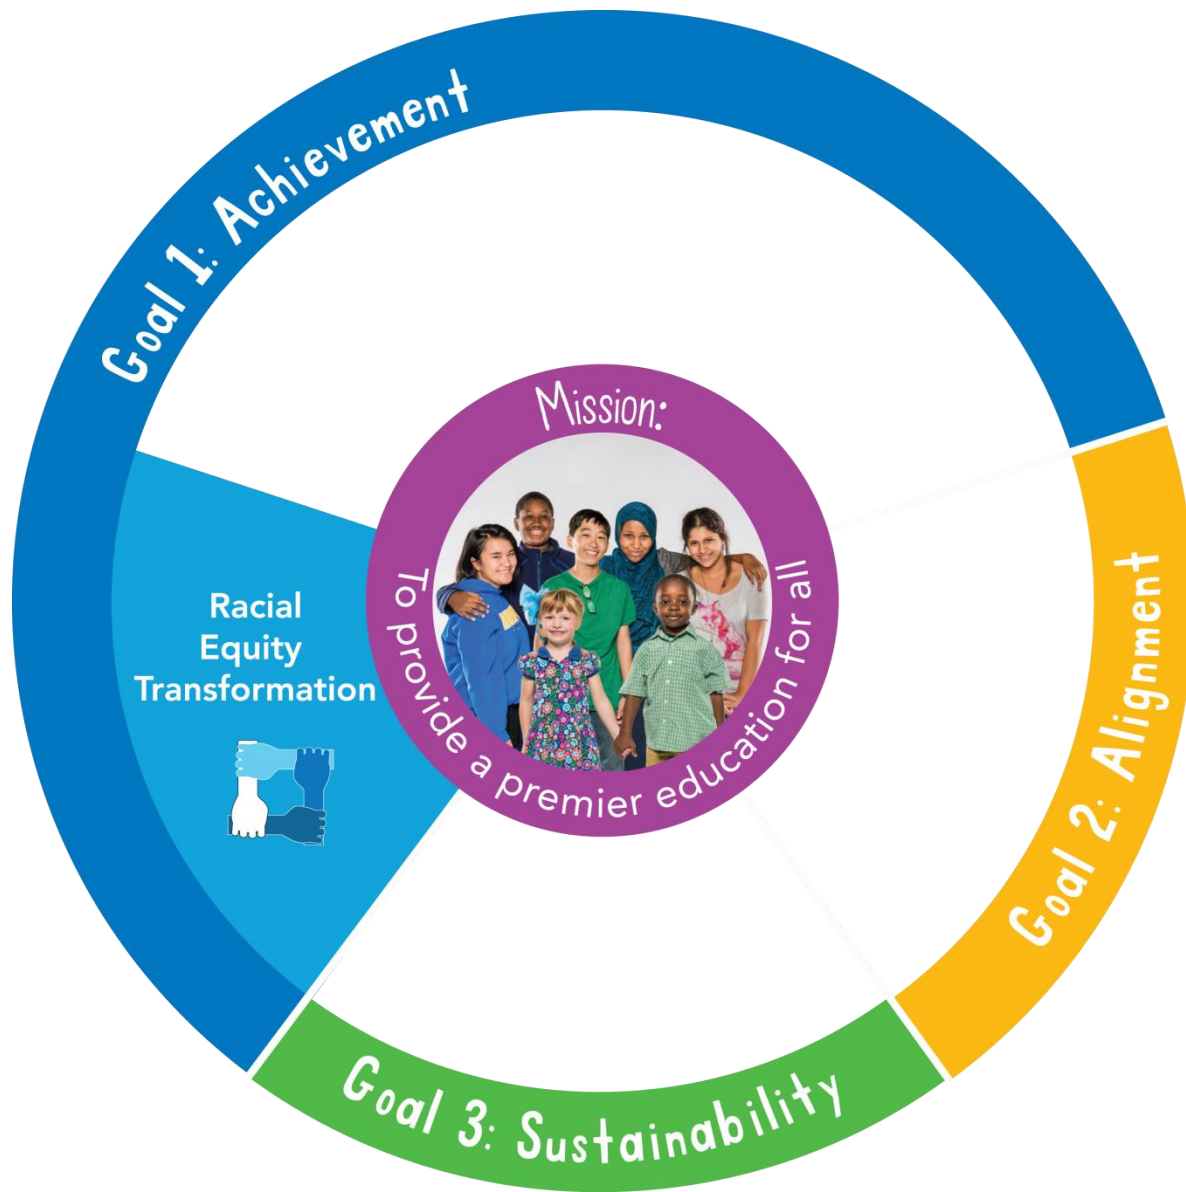 Goal 1: Achievement
Mission:
To provide a premier education for all
Racial
Equity
Transformation
Goal 2: Alignment
Goal 3: Sustainability